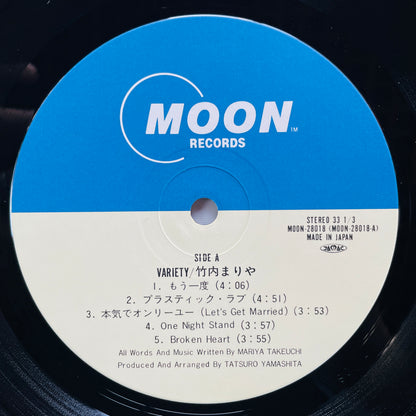 MOON™
RECORDS
STEREO 33 1/3
MOON-28018 (MOON-28018-A)
MADE IN JAPAN
SIDE A
VARIETY/竹内まりや
1. もう一度 (4:06)
2. プラスティック・ラブ (4:51)
3. 本気でオンリーユー (Let's Get Married) (3:53)
4. One Night Stand (3:57)
5. Broken Heart (3:55)
All Words And Music Written By MARIYA TAKEUCHI
Produced And Arranged By TATSURO YAMASHITA